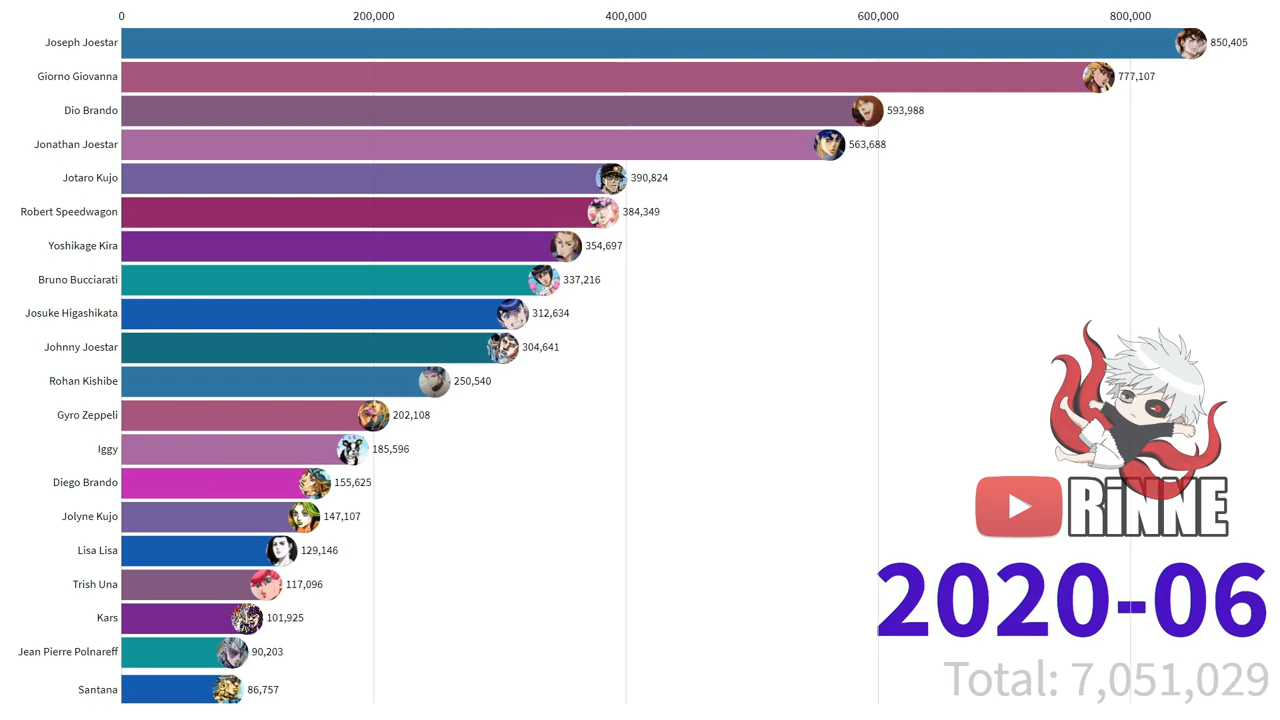 0 200,000 400,000 600,000 800,000
Joseph Joestar 850,405
Giorno Giovanna 777,107
Dio Brando 593,988
Jonathan Joestar 563,688
Jotaro Kujo 390,824
Robert Speedwagon 384,349
Yoshikage Kira 354,697
Bruno Bucciarati 337,216
Josuke Higashikata 312,634
Johnny Joestar 304,641
Rohan Kishibe 250,540
Gyro Zeppeli 202,108
Iggy 185,596
Diego Brando 155,625
Jolyne Kujo 147,107
Lisa Lisa 129,146
Trish Una 117,096
Kars 101,925
Jean Pierre Polnareff 90,203
Santana 86,757
RiNNE
2020-06
Total: 7,051,029